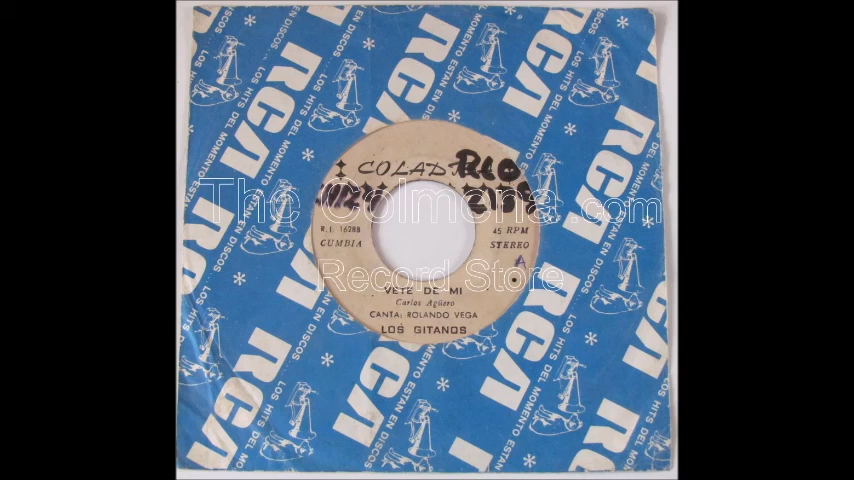 RCA
LOS HITS DEL MOMENTO ESTAN EN DISCOS...
COLAD
RCO
The Colmena.com
R.I. 16288
45 RPM
CUMBIA
STEREO
A
Record Store
VETE DE MI
Carlos Agüero
CANTA: ROLANDO VEGA
LOS GITANOS